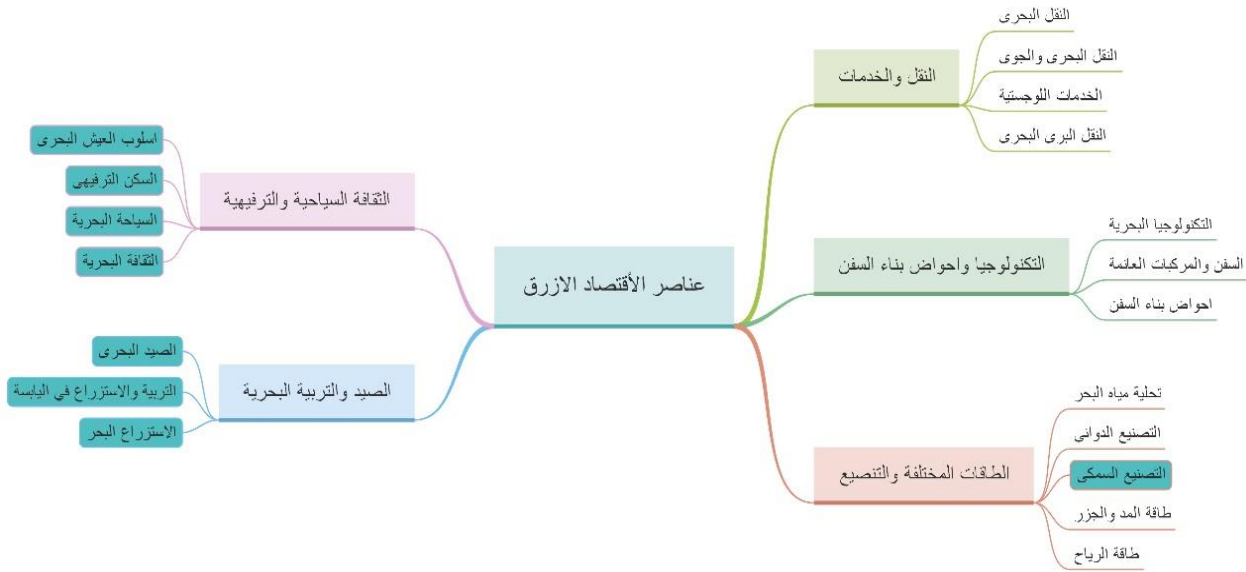 عناصر الأقتصاد الازرق
النقل والخدمات
النقل البحرى
النقل البحرى والجوى
الخدمات اللوجستية
النقل البرى البحرى
التكنولوجيا واحواض بناء السفن
التكنولوجيا البحرية
السفن والمركبات العائمة
احواض بناء السفن
الطاقات المختلفة والتنصيع
تحلية مياه البحر
التصنيع الدوائى
التصنيع السمكى
طاقة المد والجزر
طاقة الرياح
الثقافة السياحية والترفيهية
اسلوب العيش البحرى
السكن الترفيهى
السياحة البحرية
الثقافة البحرية
الصيد والتربية البحرية
الصيد البحرى
التربية والاستزراع في اليابسة
الاستزراع البحر